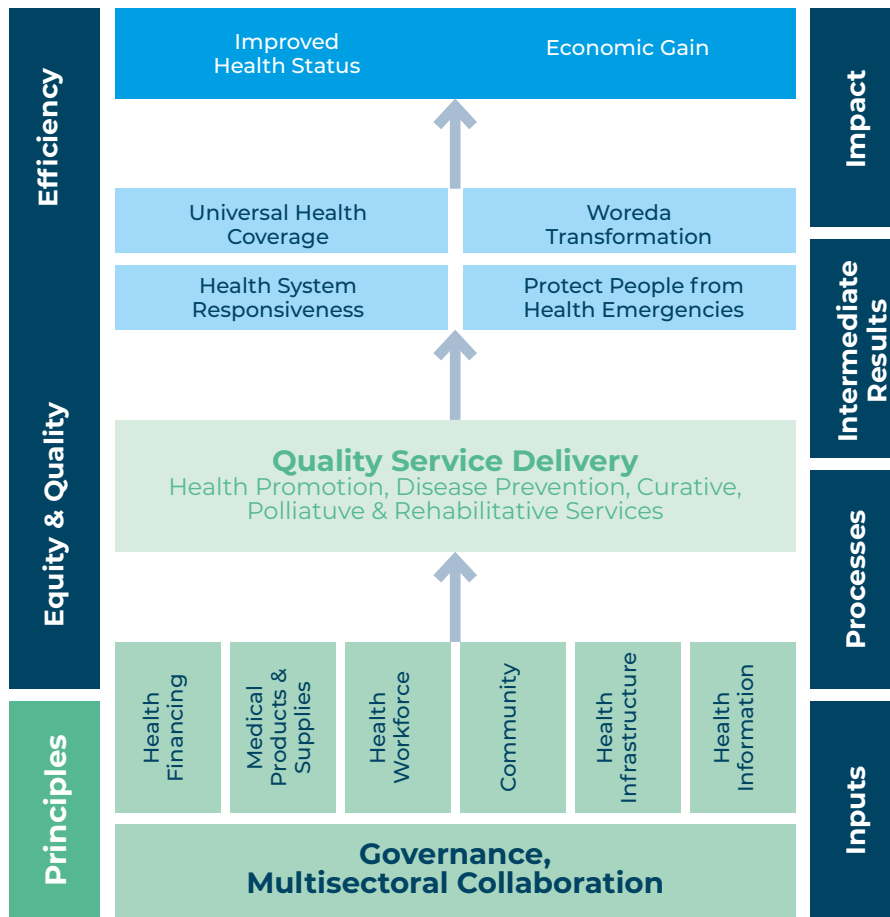 Improved
Health Status
Economic Gain
Universal Health
Coverage
Woreda
Transformation
Health System
Responsiveness
Protect People from
Health Emergencies
Quality Service Delivery
Health Promotion, Disease Prevention, Curative,
Polliatuve & Rehabilitative Services
Health
Financing
Medical
Products &
Supplies
Health
Workforce
Community
Health
Infrastructure
Health
Information
Governance,
Multisectoral Collaboration
Efficiency
Equity & Quality
Principles
Impact
Intermediate
Results
Processes
Inputs